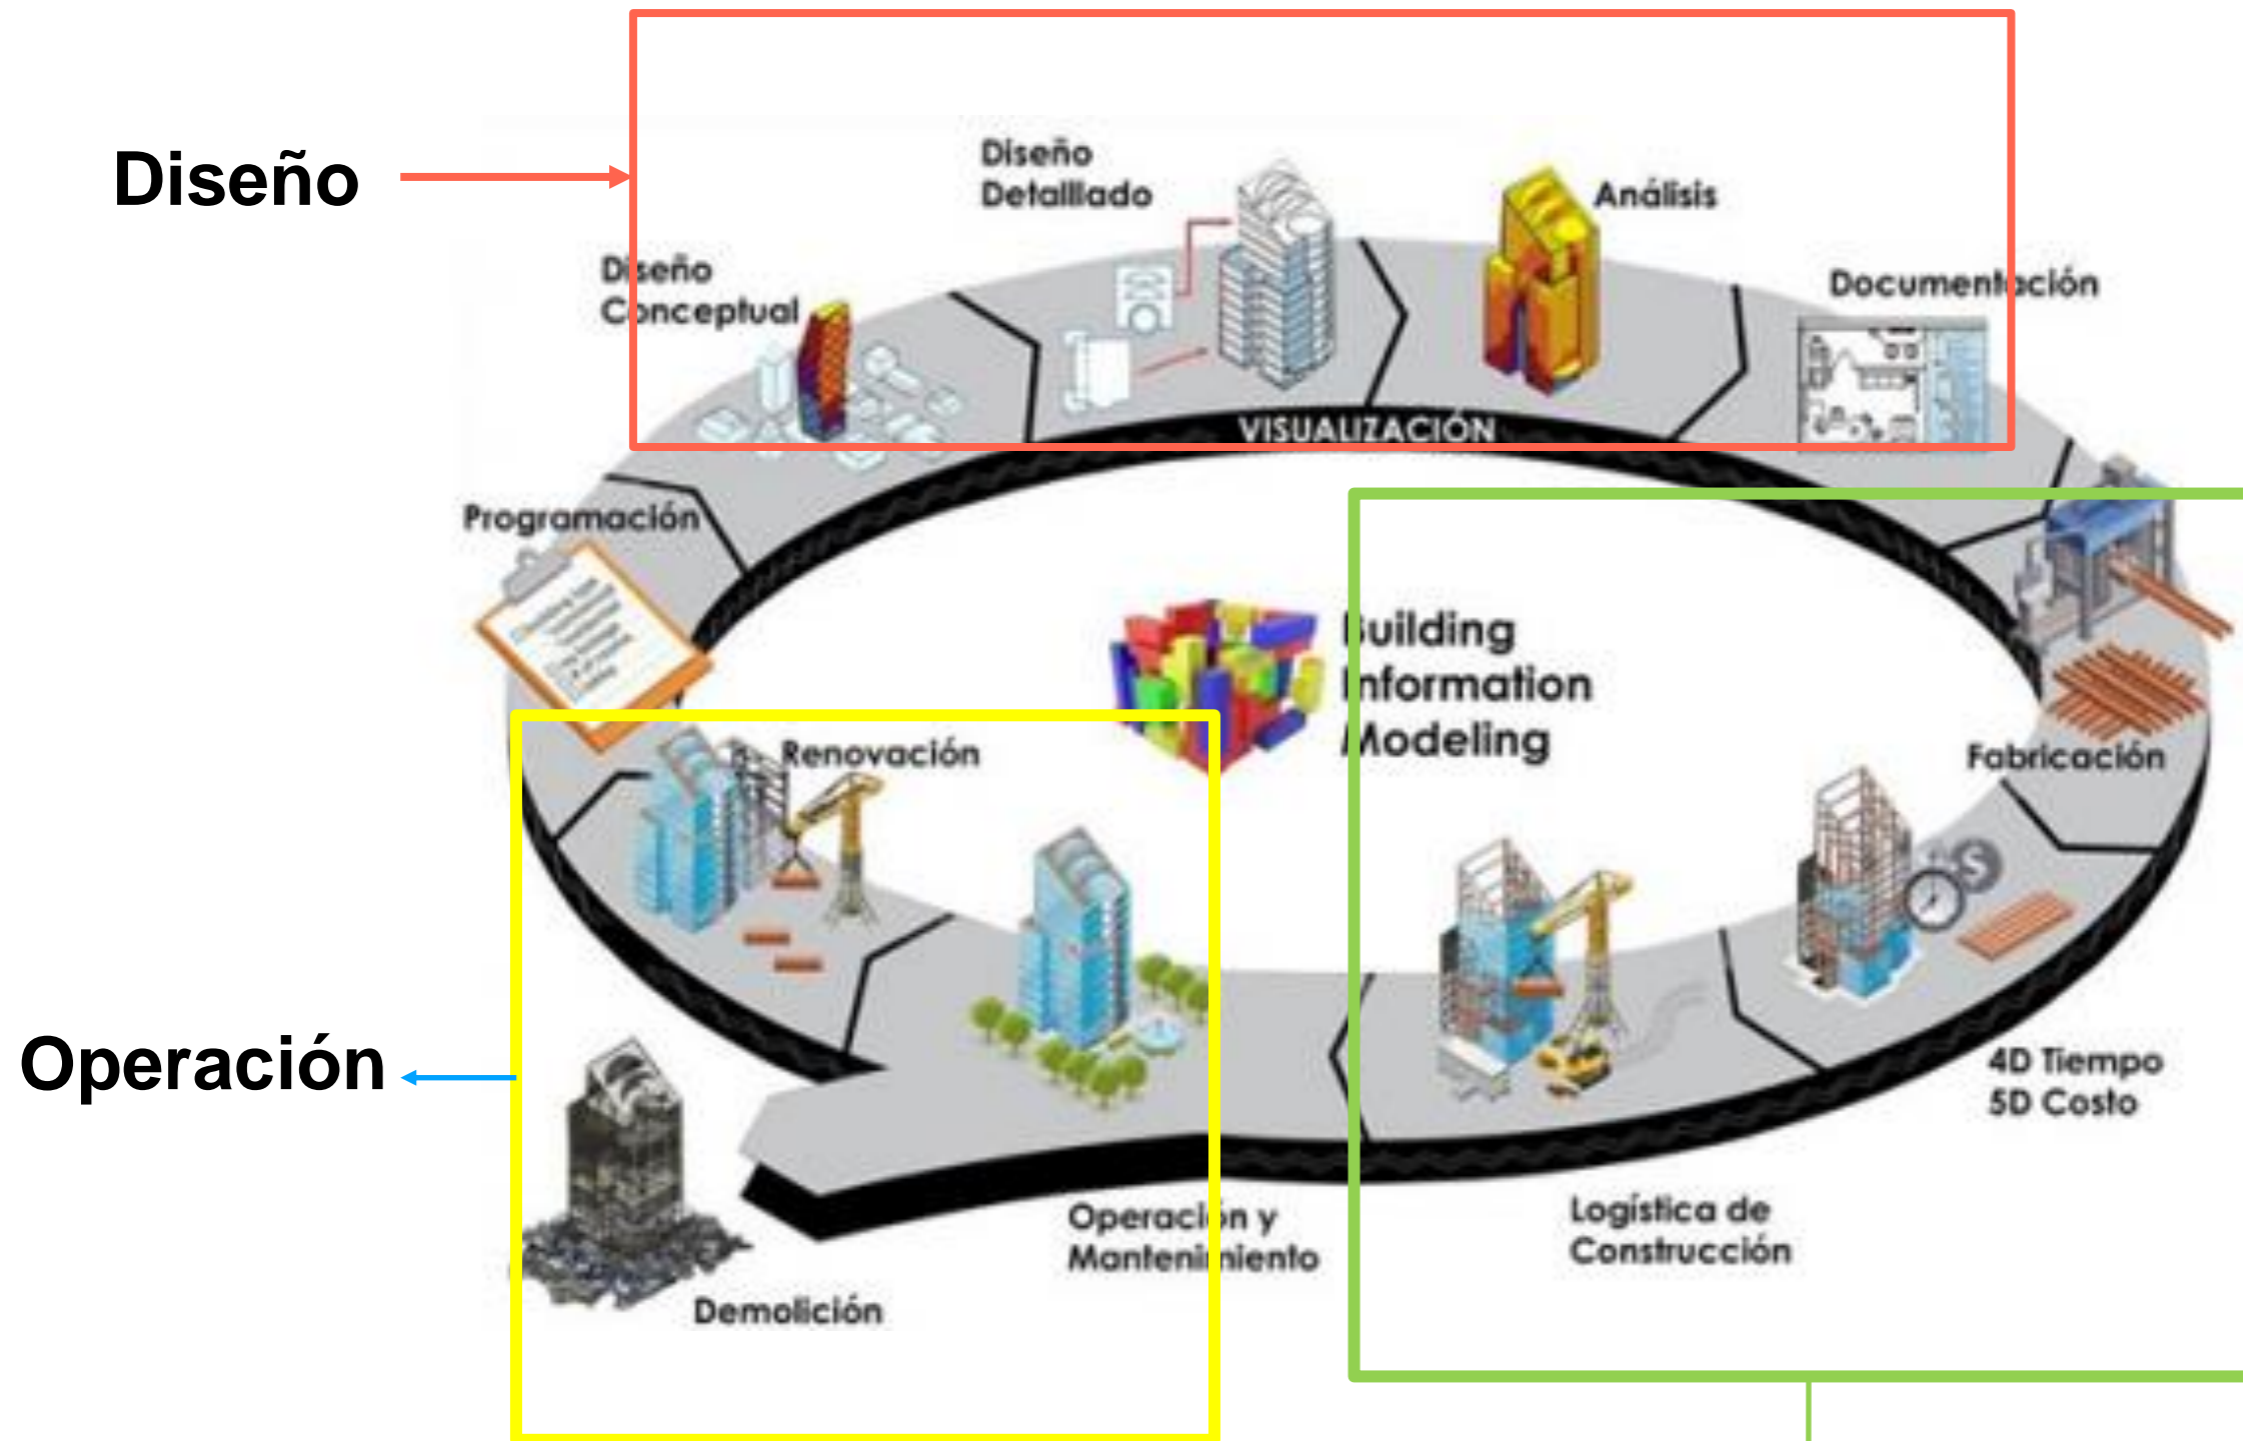 Diseño
Diseño
Detalllado
Análisis
Diseño
Conceptual
Documentación
VISUALIZACIÓN
Programación
Building
Information
Modeling
Renovación
Fabricación
Operación
4D Tiempo
5D Costo
Operación y
Mantenimiento
Logística de
Construcción
Demolición